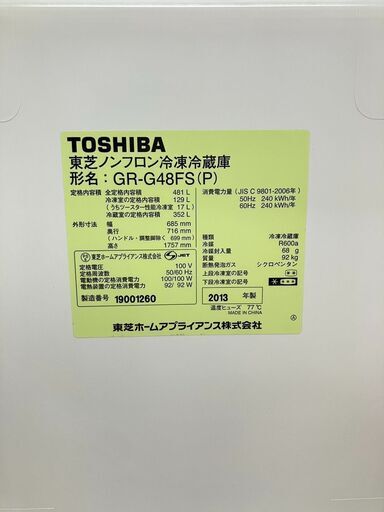 TOSHIBA
東芝ノンフロン冷凍冷蔵庫
形名：GR-G48FS(P)
定格内容積 全定格内容積 481 L
冷凍室の定格内容積 129 L
(うちツースター性能冷凍室 17 L)
冷蔵室の定格内容積 352 L
外形寸法 幅 685 mm
奥行 716 mm
(ハンドル・調整脚除く 699 mm)
高さ 1757 mm
東芝ホームアプライアンス株式会社 JET
定格電圧 100 V
定格周波数 50/60 Hz
電動機の定格消費電力 100/100 W
電熱装置の定格消費電力 92/ 92 W
製造番号 19001260
消費電力量 (JIS C 9801-2006年)
50Hz 240 kWh/年
60Hz 240 kWh/年
種類 冷凍冷蔵庫
冷媒 R600a
冷媒封入量 68 g
質量 92 kg
断熱発泡ガス シクロペンタン
上段冷凍室の記号
下段冷凍室の記号
2013 年製
温度ヒューズ 77 ℃
MADE IN CHINA
東芝ホームアプライアンス株式会社